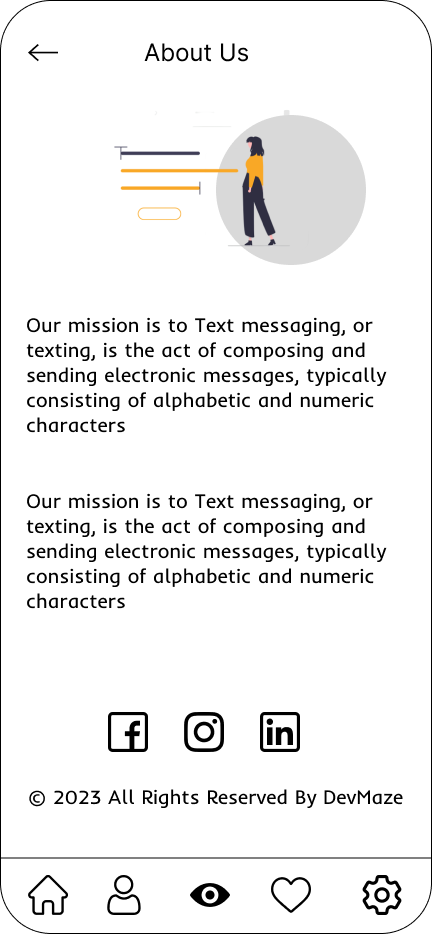 About Us
Our mission is to Text messaging, or
texting, is the act of composing and
sending electronic messages, typically
consisting of alphabetic and numeric
characters
Our mission is to Text messaging, or
texting, is the act of composing and
sending electronic messages, typically
consisting of alphabetic and numeric
characters
© 2023 All Rights Reserved By DevMaze